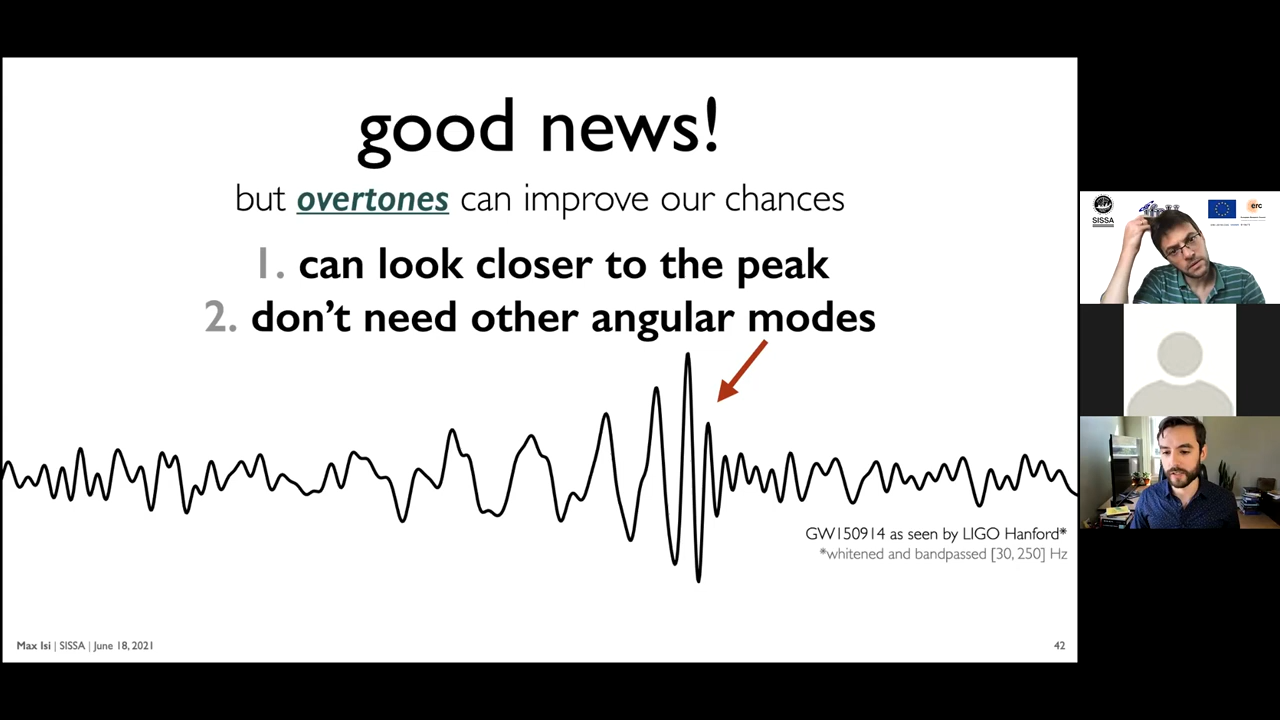 good news!
but overtones can improve our chances
1. can look closer to the peak
2. don't need other angular modes
GW150914 as seen by LIGO Hanford*
*whitened and bandpassed [30, 250] Hz
Max Isi | SISSA | June 18, 2021
42
SISSA
erc